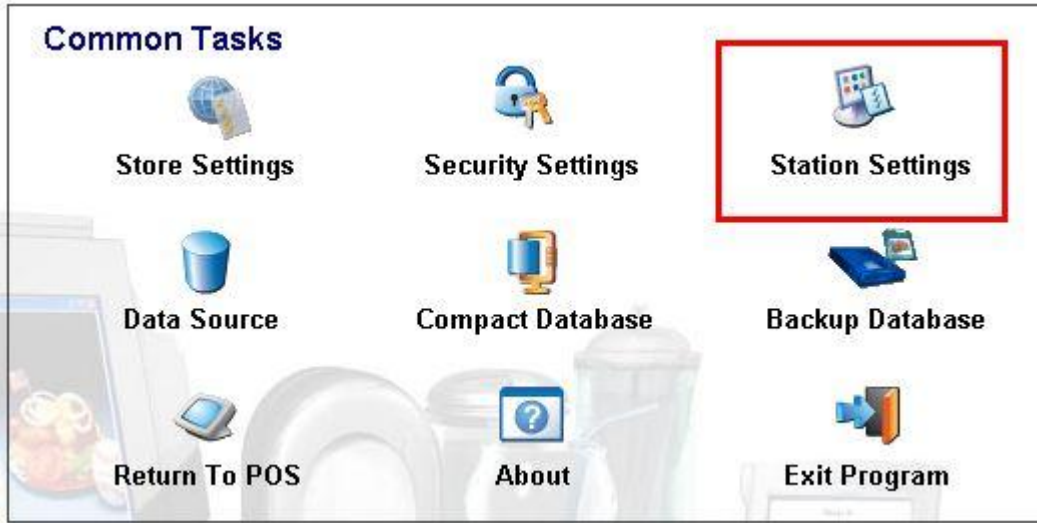 Common Tasks
Store Settings
Security Settings
Station Settings
Data Source
Compact Database
Backup Database
Return To POS
About
Exit Program